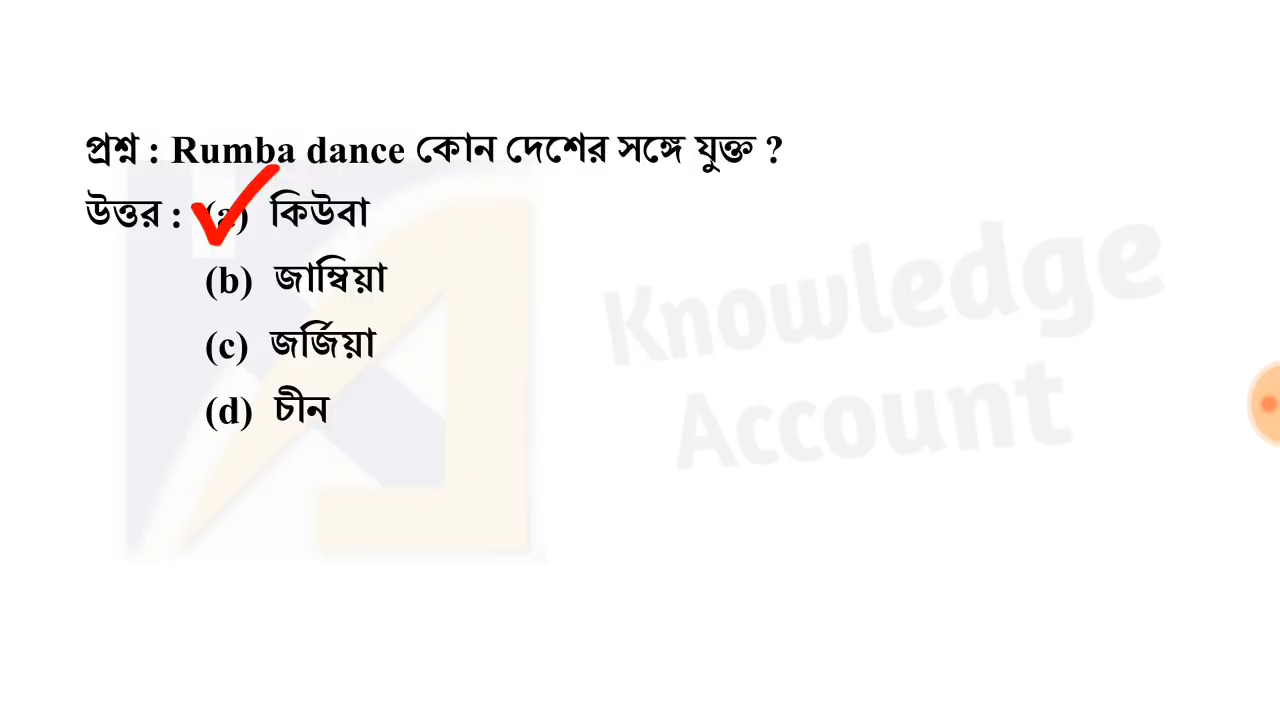 প্রশ্ন : Rumba dance কোন দেশের সঙ্গে যুক্ত ?
উত্তর : (a) কিউবা
(b) জাম্বিয়া
(c) জর্জিয়া
(d) চীন
Knowledge
Account